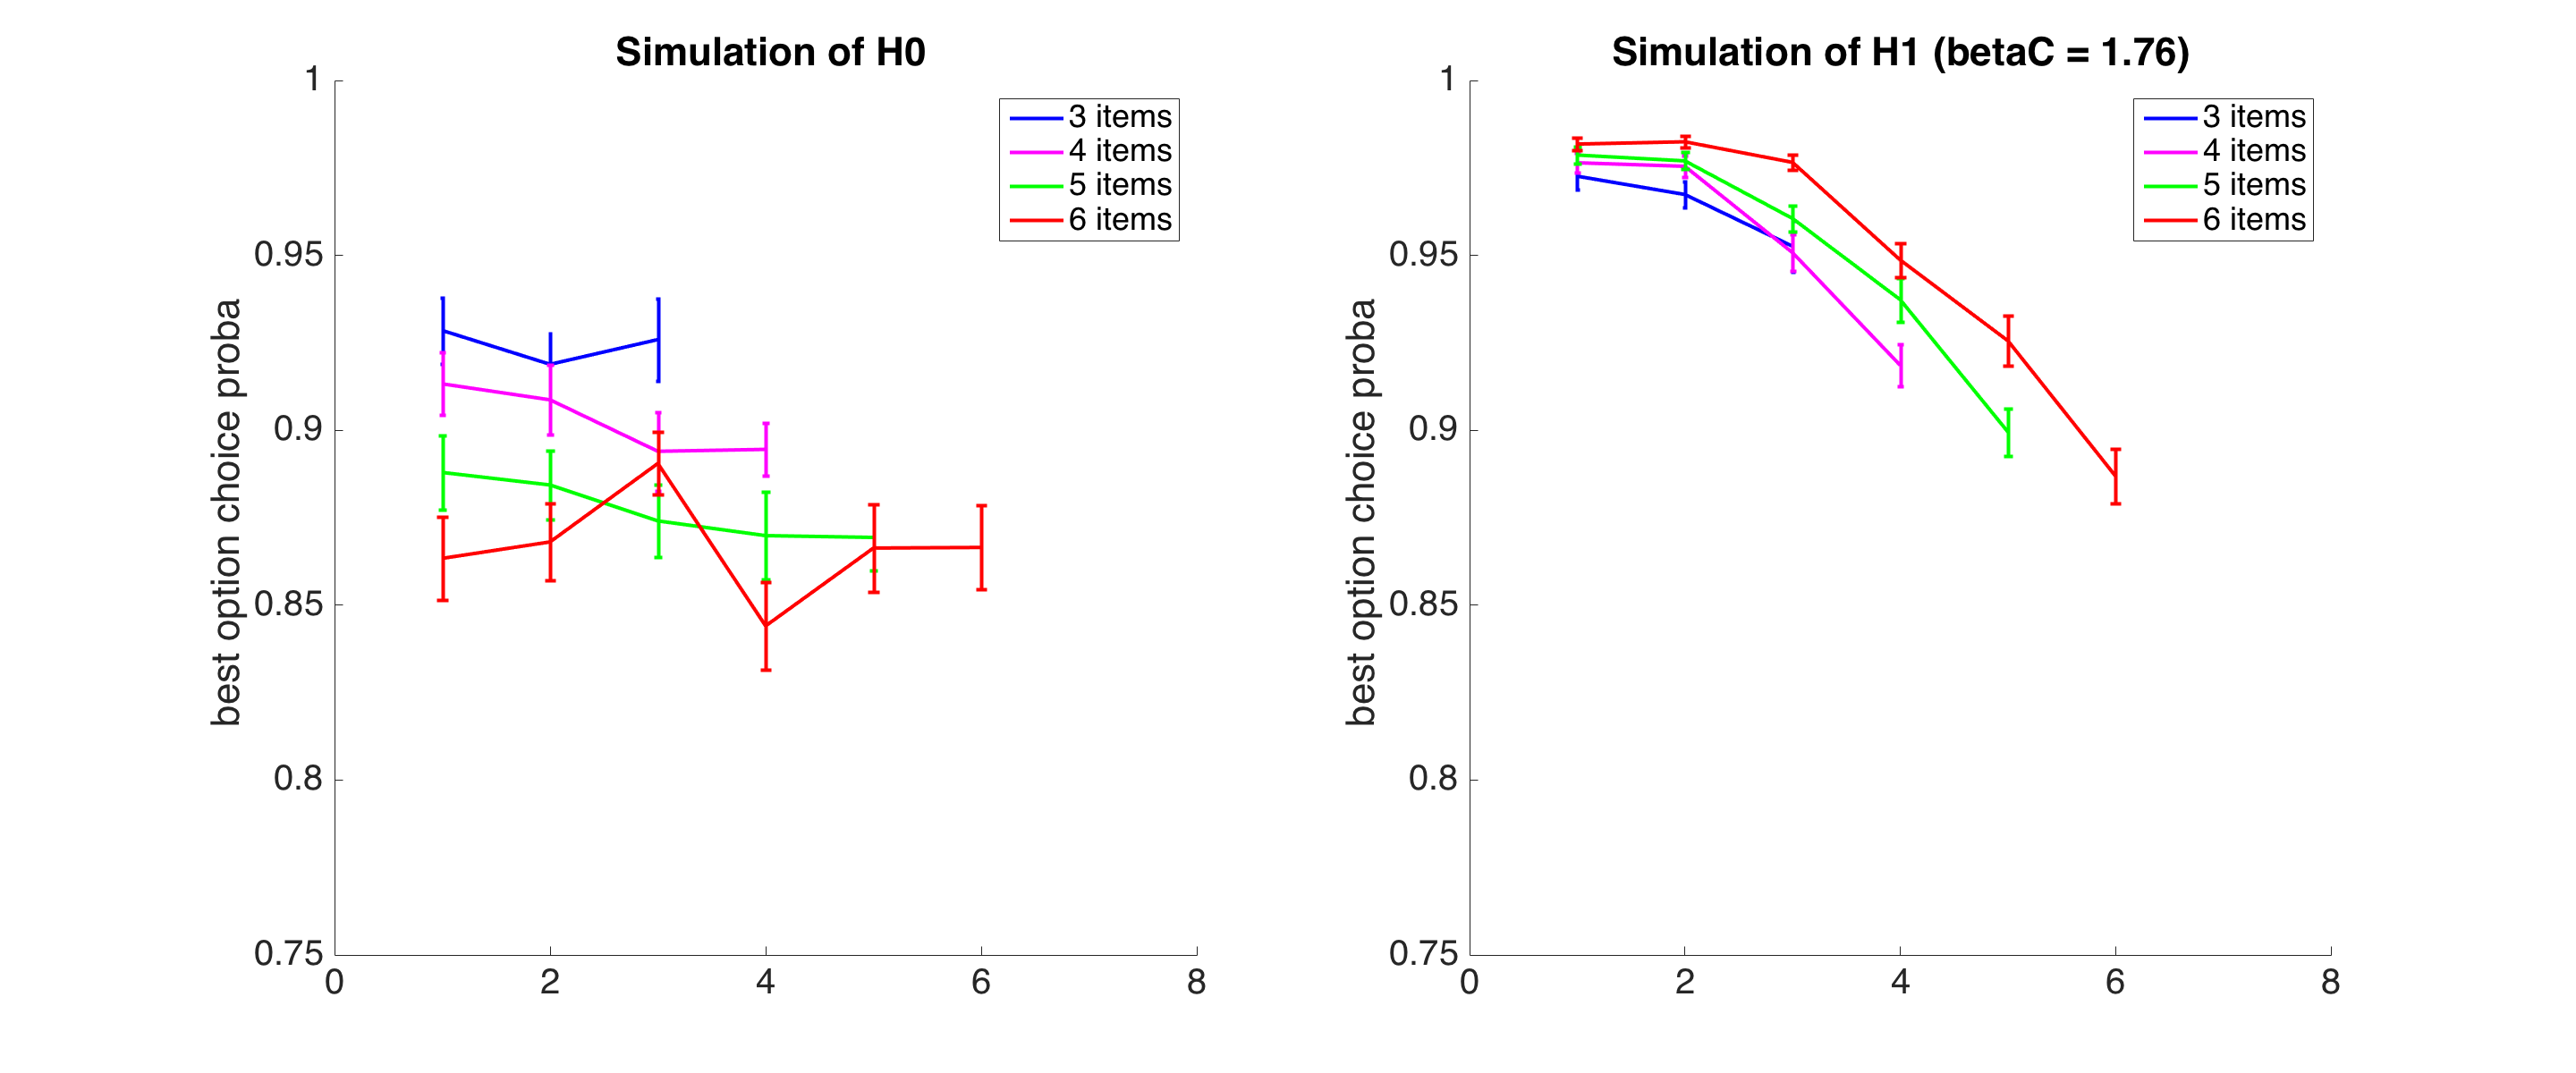 Simulation of H0
1
0.95
0.9
0.85
0.8
0.75
0
2
4
6
8
best option choice proba
3 items
4 items
5 items
6 items
Simulation of H1 (betaC = 1.76)
1
0.95
0.9
0.85
0.8
0.75
0
2
4
6
8
best option choice proba
3 items
4 items
5 items
6 items